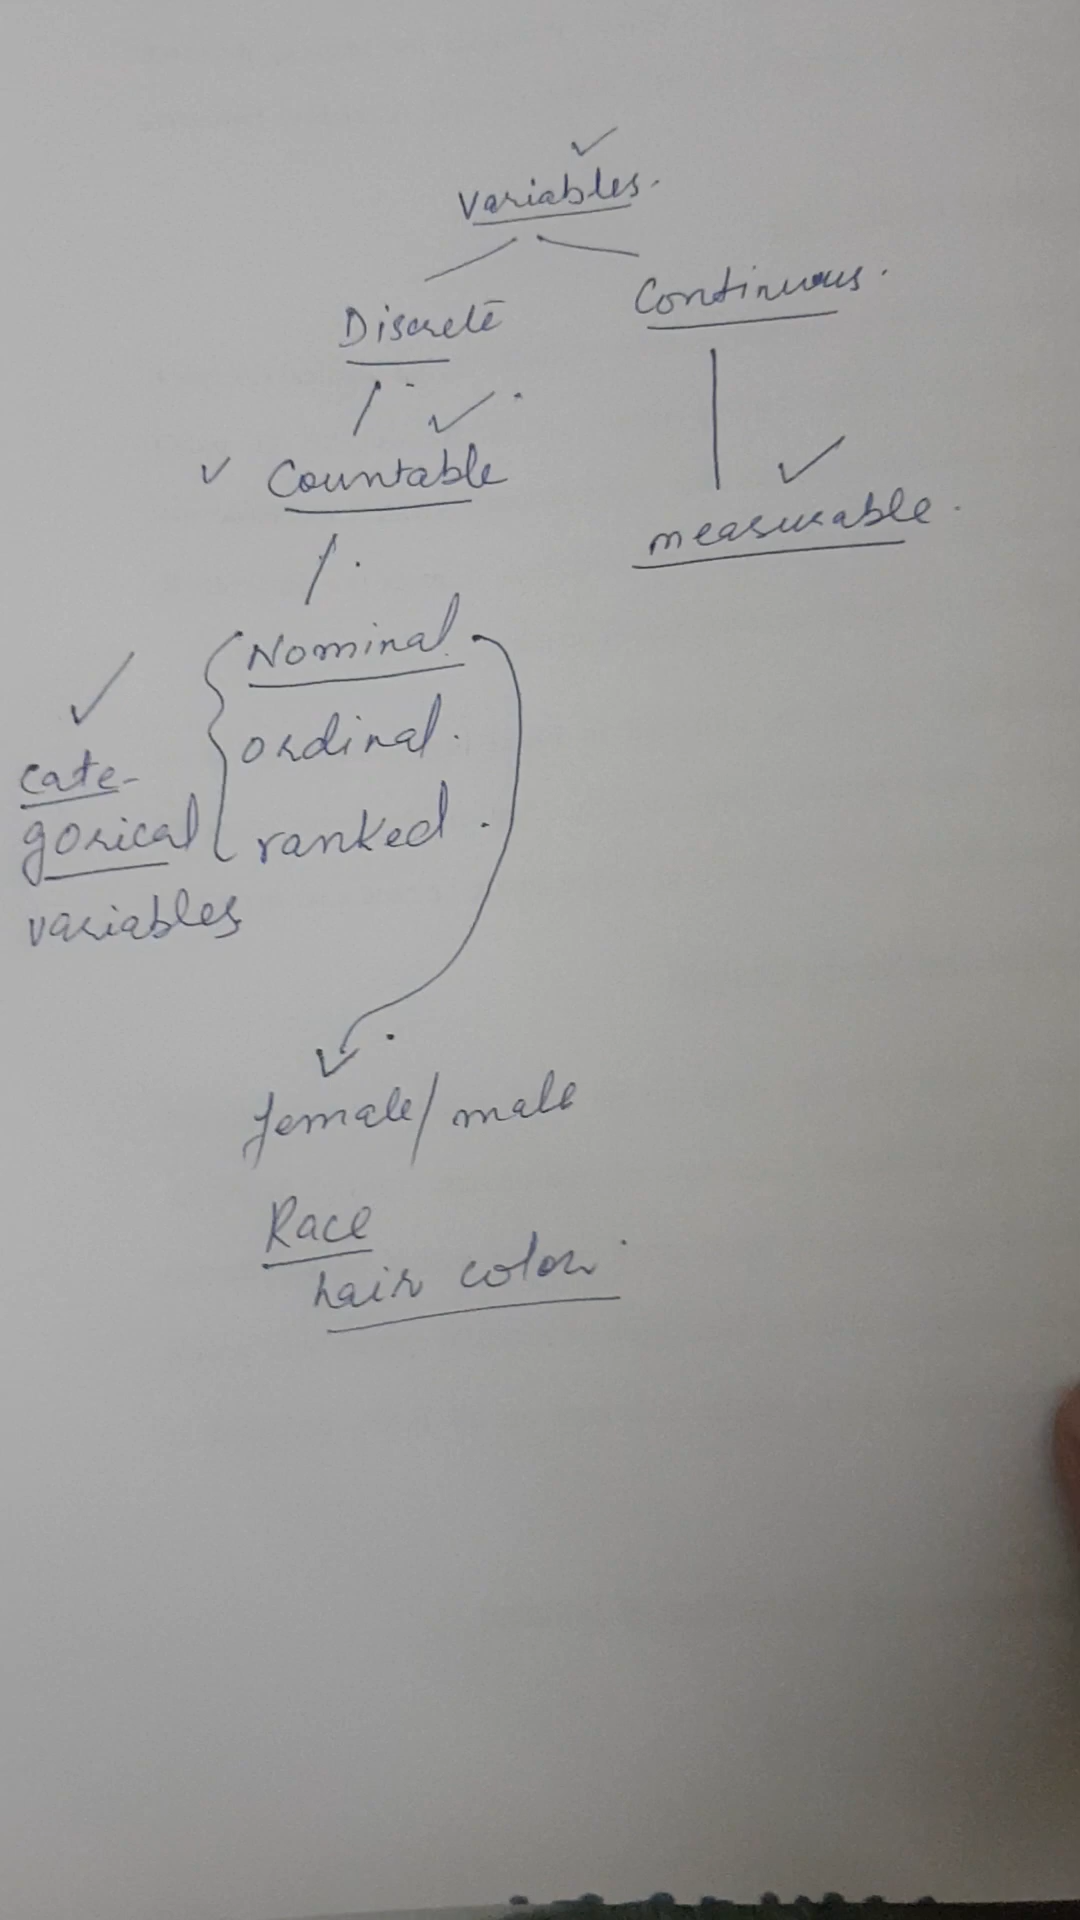 Variables.
Discrete
Continuous.
Countable
measurable.
Nominal
ordinal.
ranked.
cate-
gorical
variables
female/male
Race
hair color